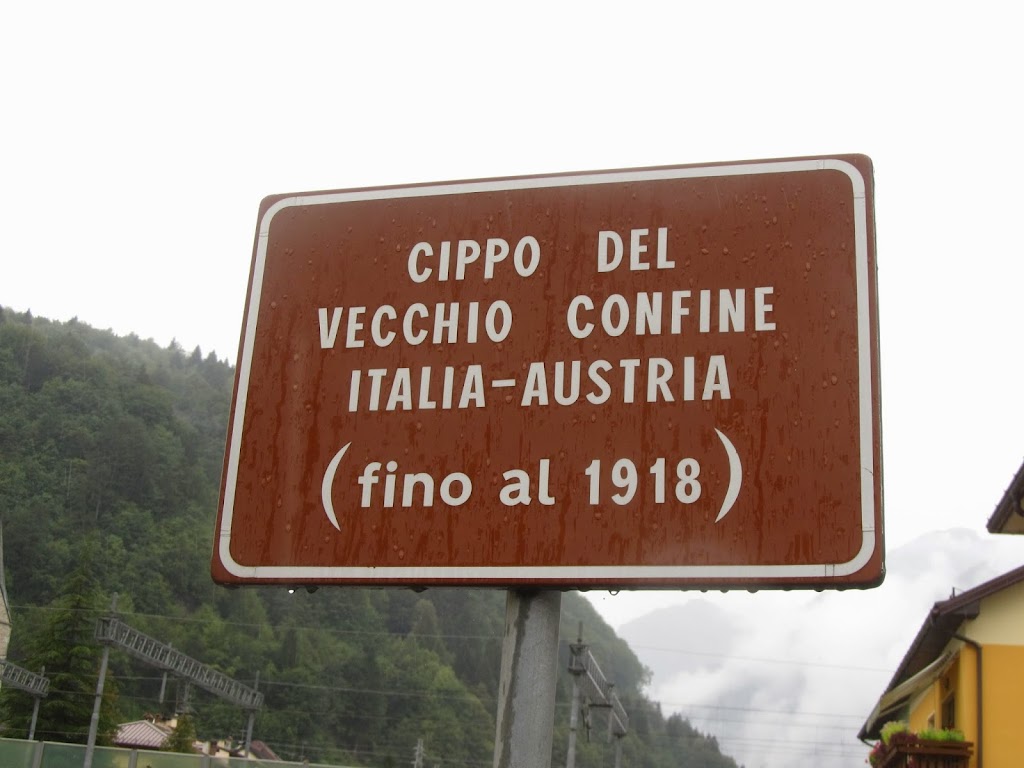 CIPPO DEL
VECCHIO CONFINE
ITALIA-AUSTRIA
(fino al 1918)